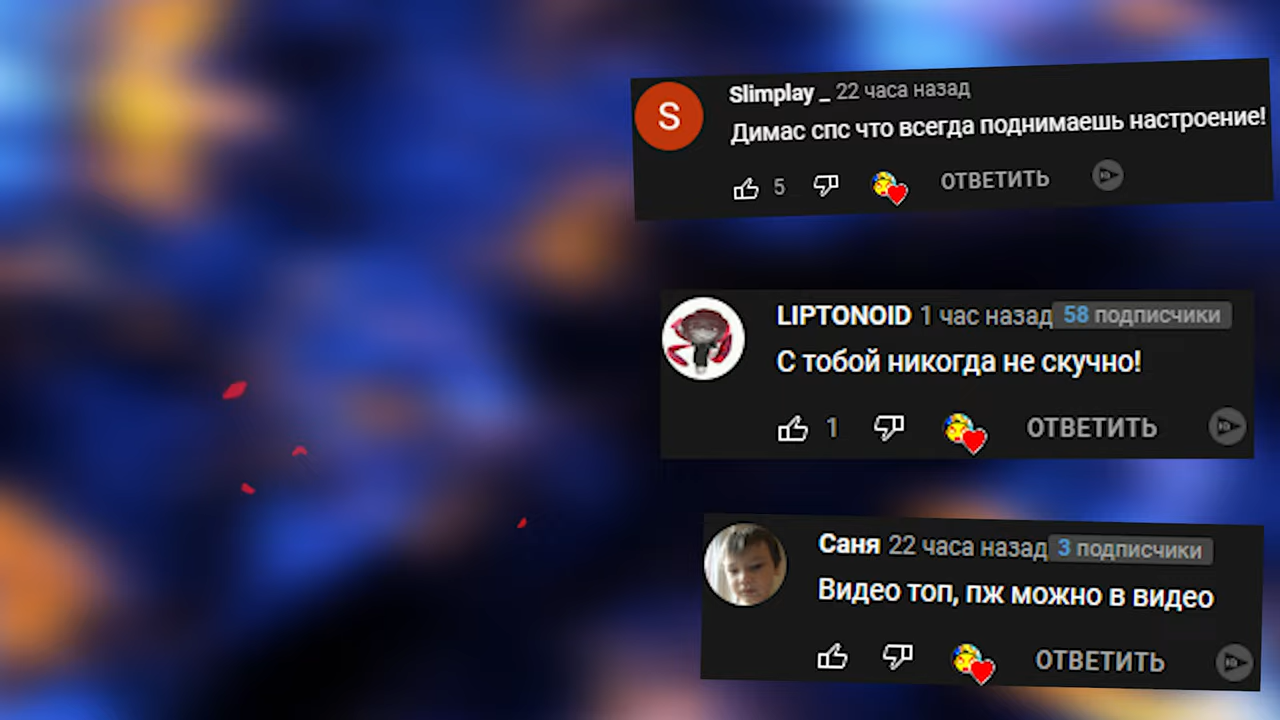 S
Slimplay _ 22 часа назад
Димас спс что всегда поднимаешь настроение!
5 ОТВЕТИТЬ
LIPTONOID 1 час назад 58 подписчики
С тобой никогда не скучно!
1 ОТВЕТИТЬ
Саня 22 часа назад 3 подписчики
Видео топ, пж можно в видео
ОТВЕТИТЬ